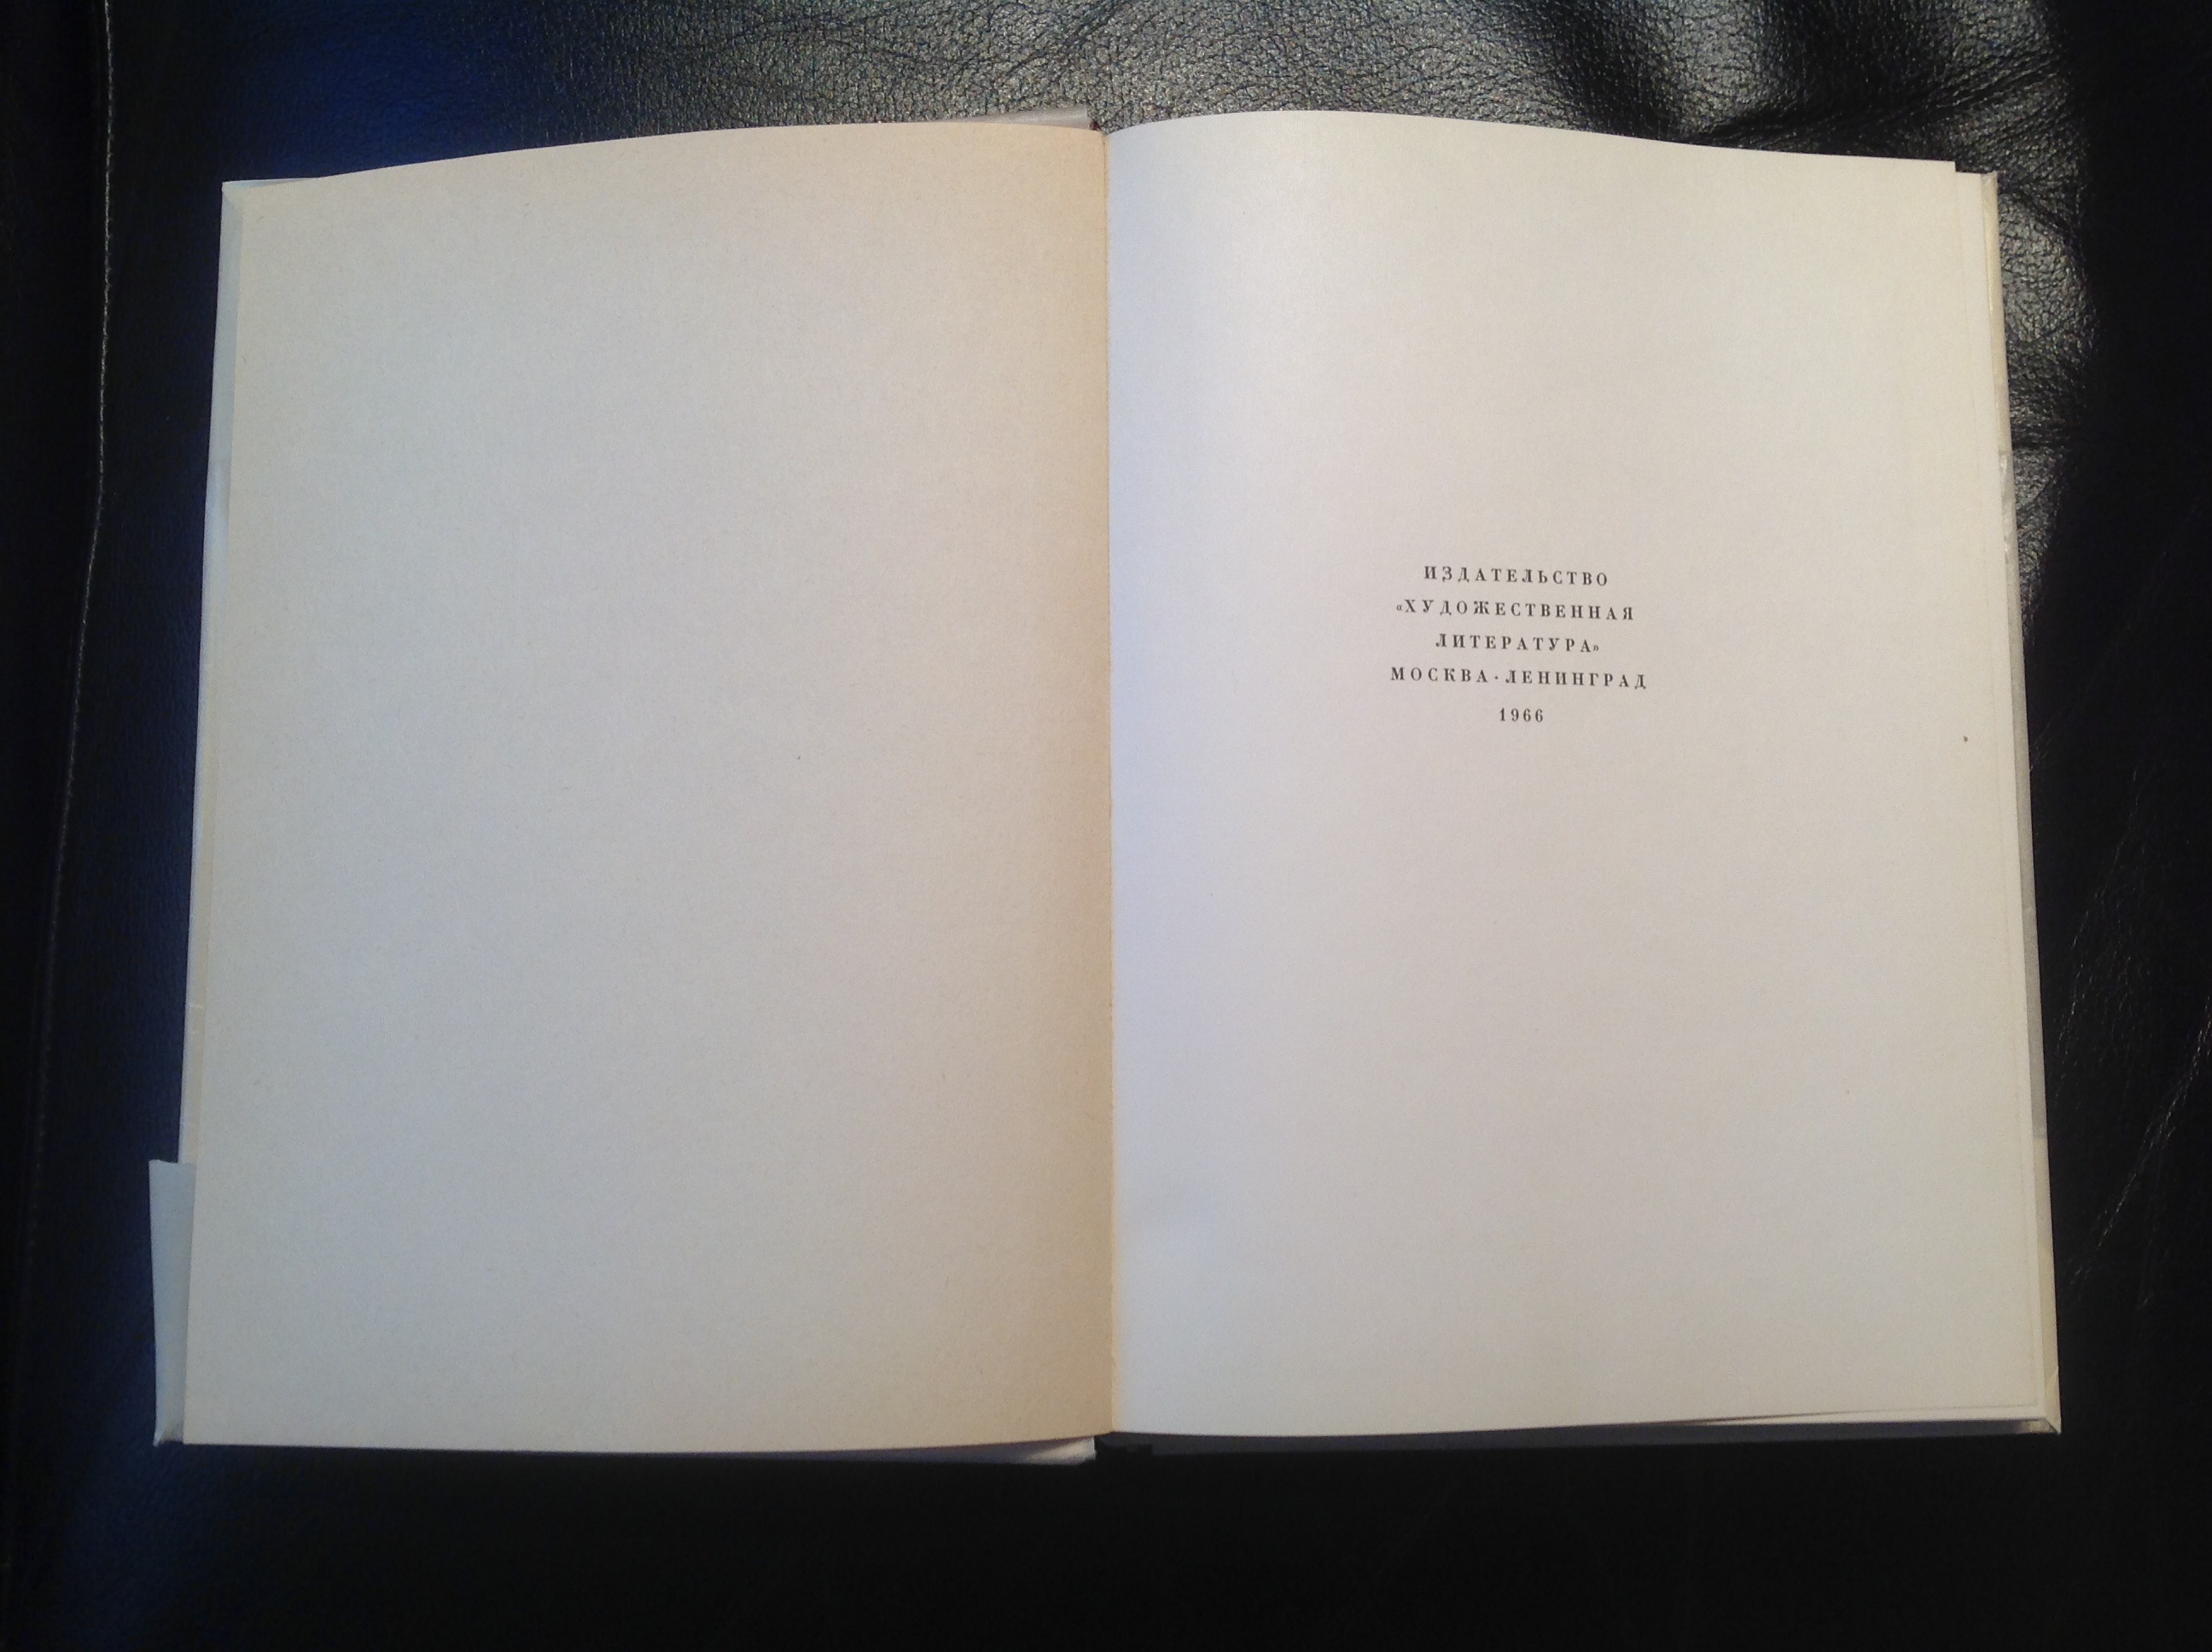 ИЗДАТЕЛЬСТВО
«ХУДОЖЕСТВЕННАЯ
ЛИТЕРАТУРА»
МОСКВА · ЛЕНИНГРАД
1966